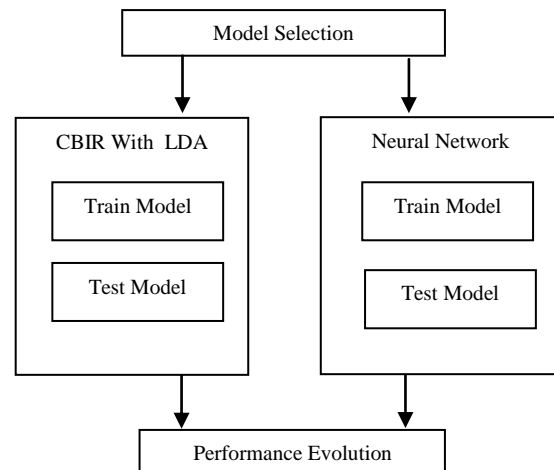 Model Selection
CBIR With LDA
Train Model
Test Model
Neural Network
Train Model
Test Model
Performance Evolution